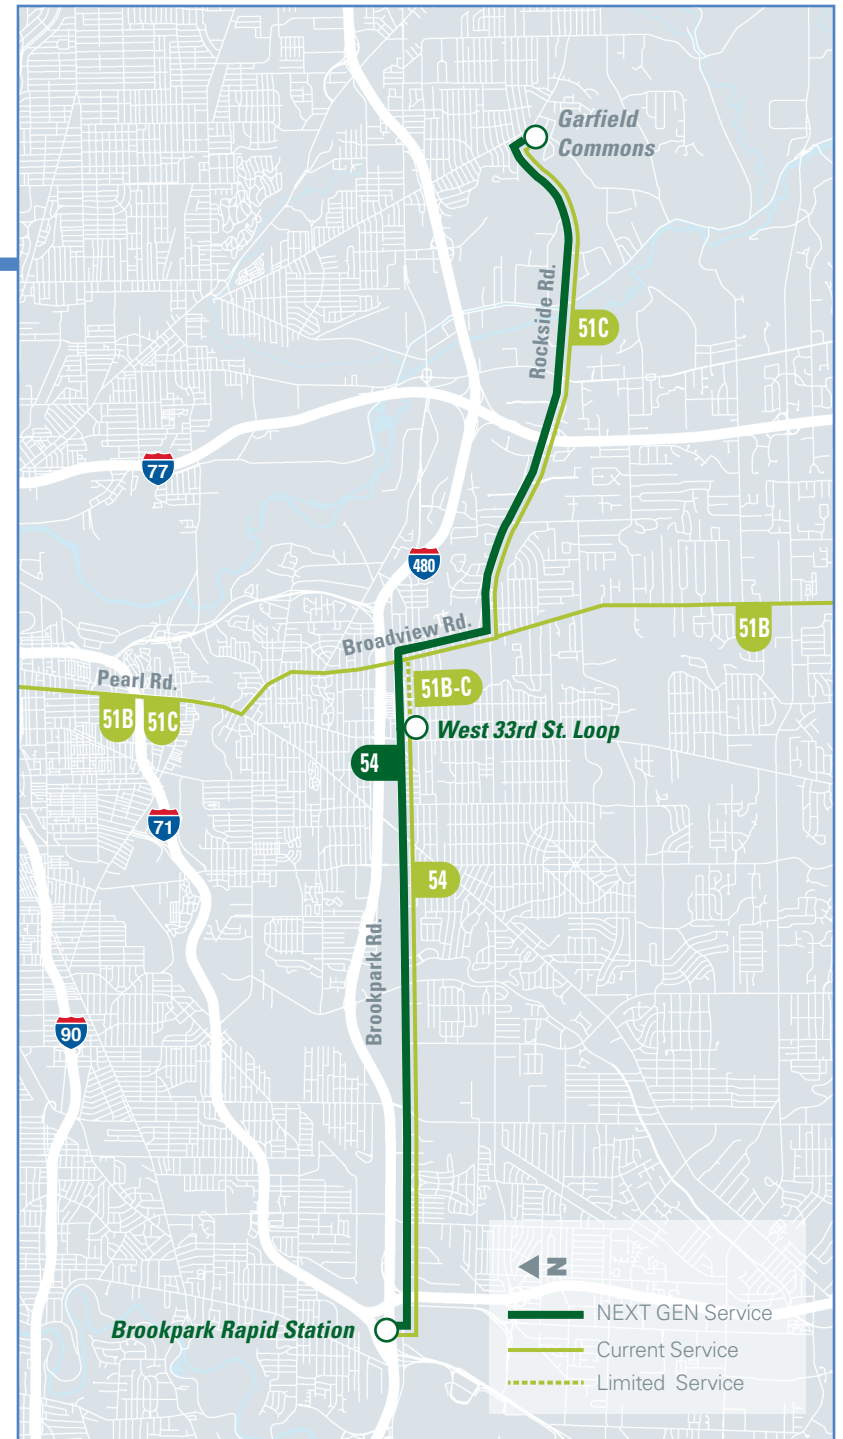 Garfield
Commons
Rockside Rd.
51C
77
480
Broadview Rd.
51B
Pearl Rd.
51B
51C
51B-C
West 33rd St. Loop
54
71
54
Brookpark Rd.
90
N
NEXT GEN Service
Brookpark Rapid Station
Current Service
Limited Service